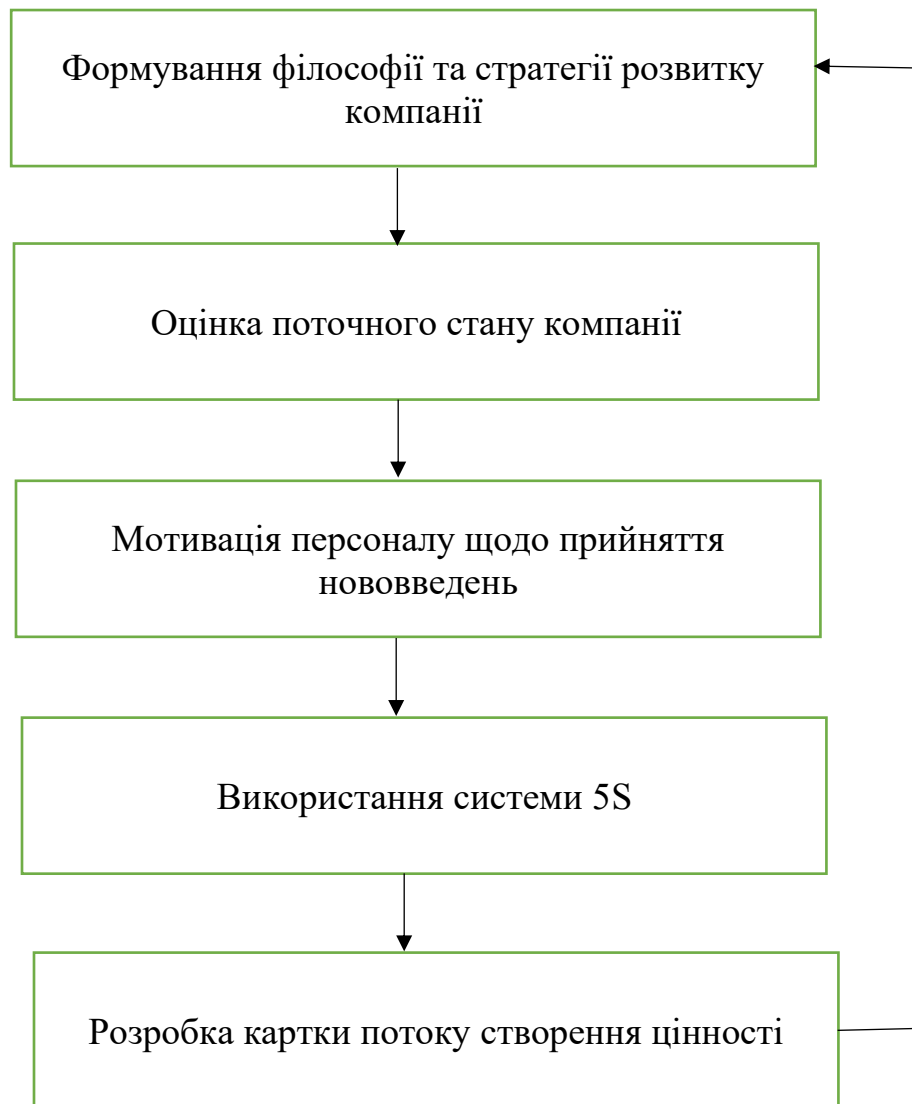 Формування філософії та стратегії розвитку
компанії
Оцінка поточного стану компанії
Мотивація персоналу щодо прийняття
нововведень
Використання системи 5S
Розробка картки потоку створення цінності